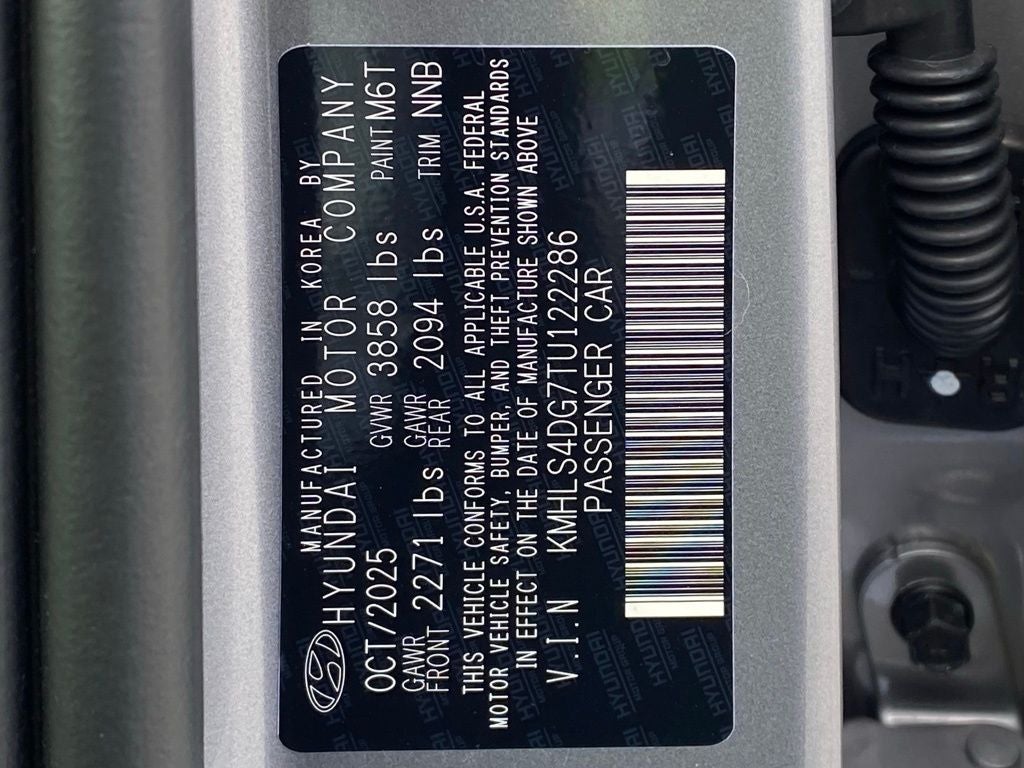 MANUFACTURED IN KOREA BY
HYUNDAI MOTOR COMPANY
OCT/2025 GVWR 3858 lbs PAINT M6T
GAWR FRONT 2271 lbs GAWR REAR 2094 lbs TRIM NNB
THIS VEHICLE CONFORMS TO ALL APPLICABLE U.S.A. FEDERAL
MOTOR VEHICLE SAFETY, BUMPER, AND THEFT PREVENTION STANDARDS
IN EFFECT ON THE DATE OF MANUFACTURE SHOWN ABOVE
V.I.N KMHLS4DG7TU122286
PASSENGER CAR